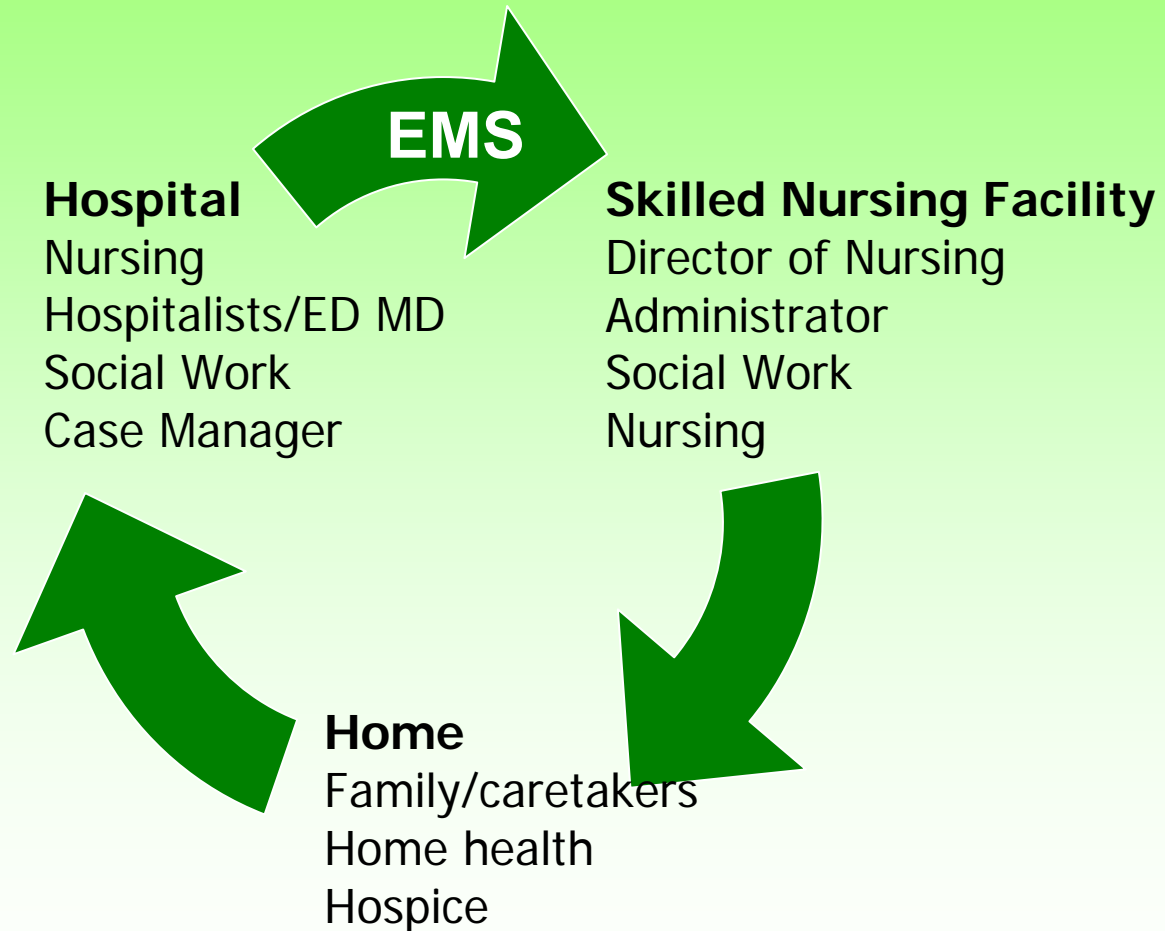 EMS
Hospital
Nursing
Hospitalists/ED MD
Social Work
Case Manager
Skilled Nursing Facility
Director of Nursing
Administrator
Social Work
Nursing
Home
Family/caretakers
Home health
Hospice